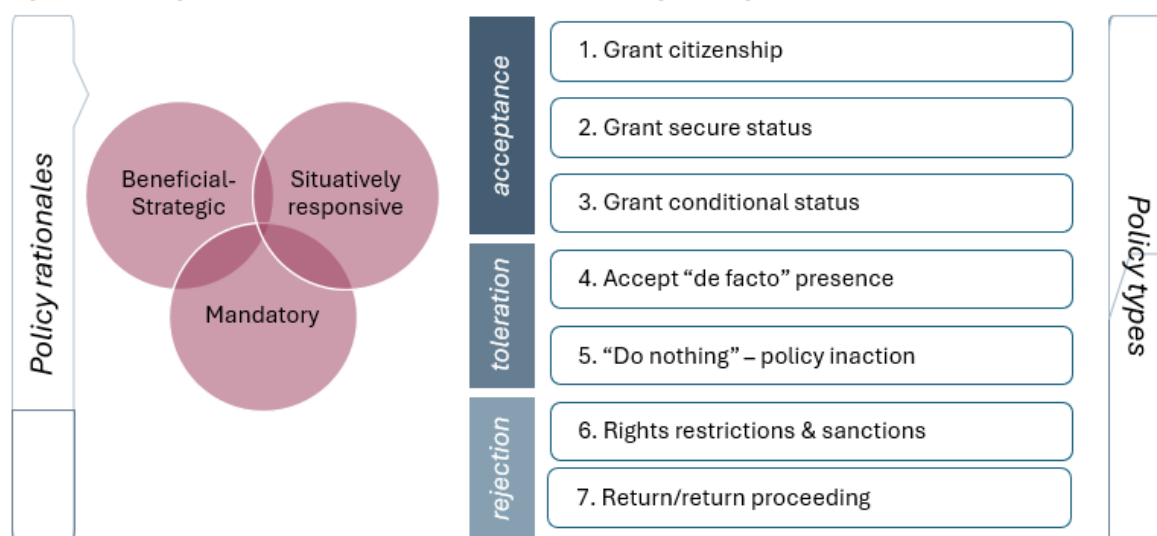 Policy rationales
Beneficial-
Strategic
Situatively
responsive
Mandatory
acceptance
1. Grant citizenship
2. Grant secure status
3. Grant conditional status
toleration
4. Accept “de facto” presence
5. “Do nothing” – policy inaction
rejection
6. Rights restrictions & sanctions
7. Return/return proceeding
Policy types